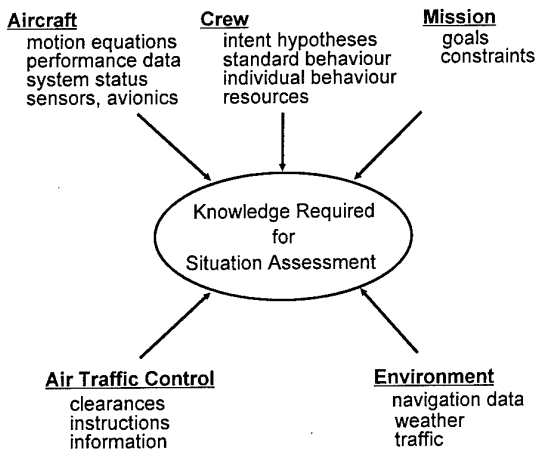 Aircraft
motion equations
performance data
system status
sensors, avionics
Crew
intent hypotheses
standard behaviour
individual behaviour
resources
Mission
goals
constraints
Knowledge Required
for
Situation Assessment
Air Traffic Control
clearances
instructions
information
Environment
navigation data
weather
traffic